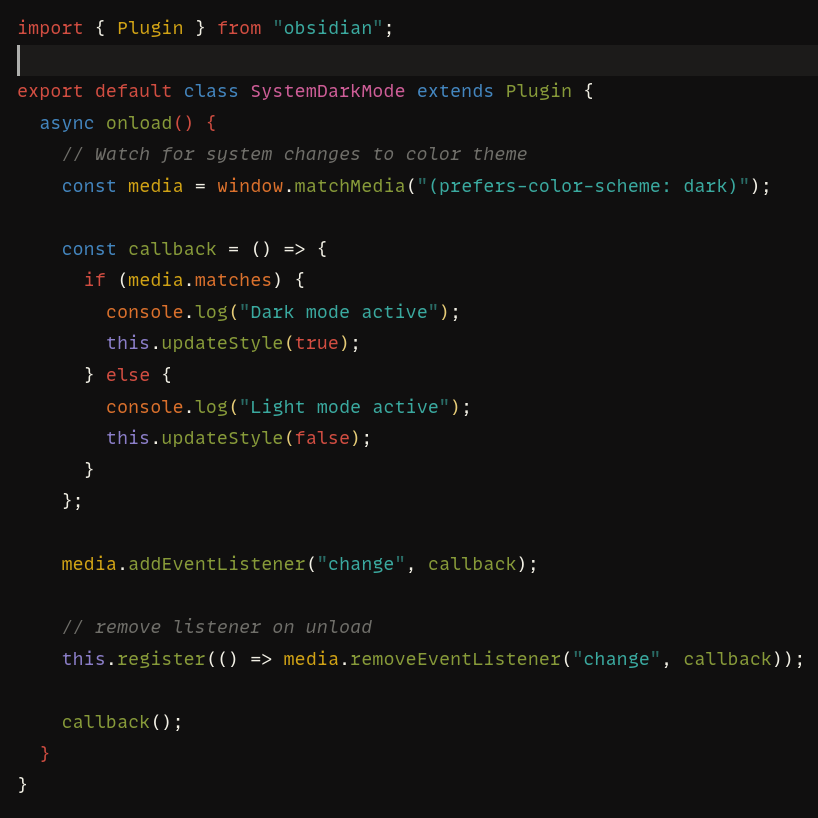 import { Plugin } from "obsidian";
export default class SystemDarkMode extends Plugin {
  async onload() {
    // Watch for system changes to color theme
    const media = window.matchMedia("(prefers-color-scheme: dark)");

    const callback = () => {
      if (media.matches) {
        console.log("Dark mode active");
        this.updateStyle(true);
      } else {
        console.log("Light mode active");
        this.updateStyle(false);
      }
    };

    media.addEventListener("change", callback);

    // remove listener on unload
    this.register(() => media.removeEventListener("change", callback));

    callback();
  }
}